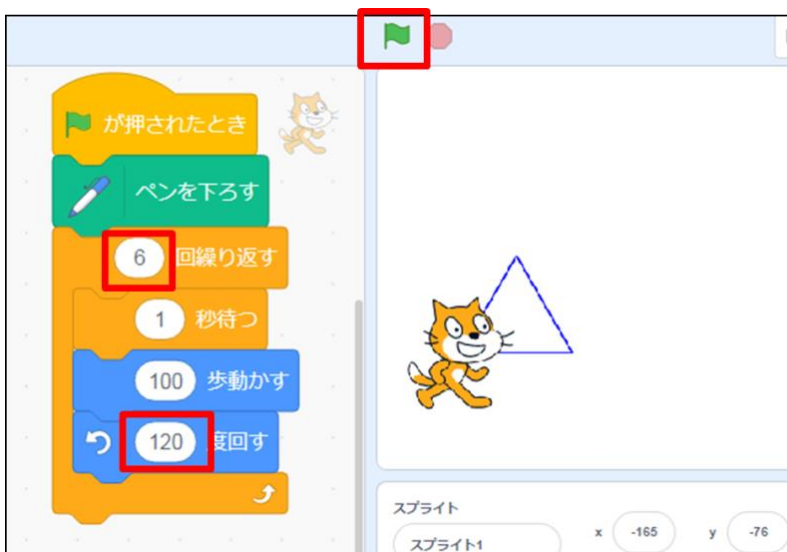 が押されたとき
ペンを下ろす
6 回繰り返す
1 秒待つ
100 歩動かす
120 度回す
スプライト
スプライト1 x -165 y -76